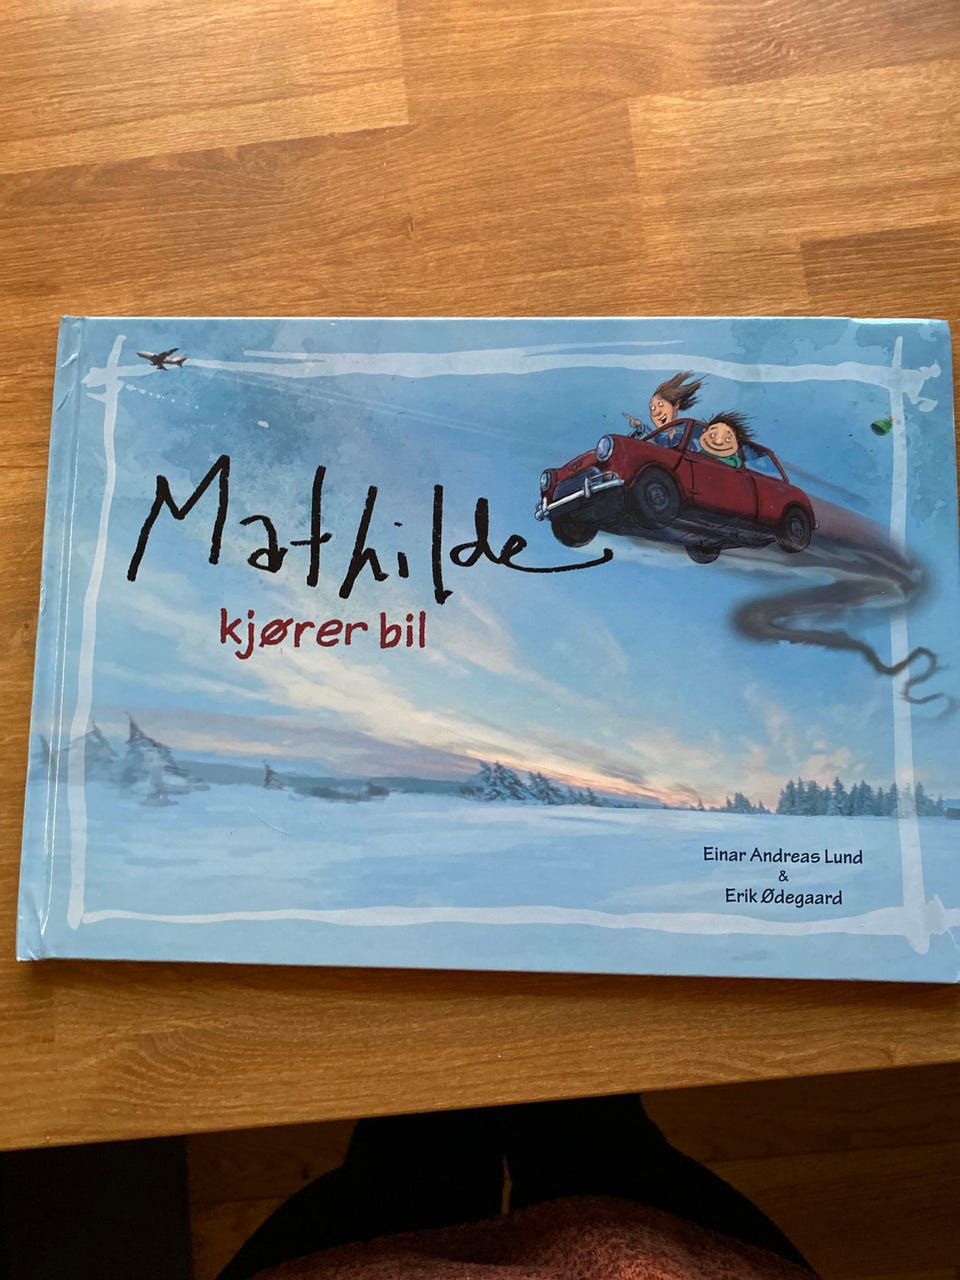 Mathilde
kjører bil
Einar Andreas Lund
&
Erik Ødegaard